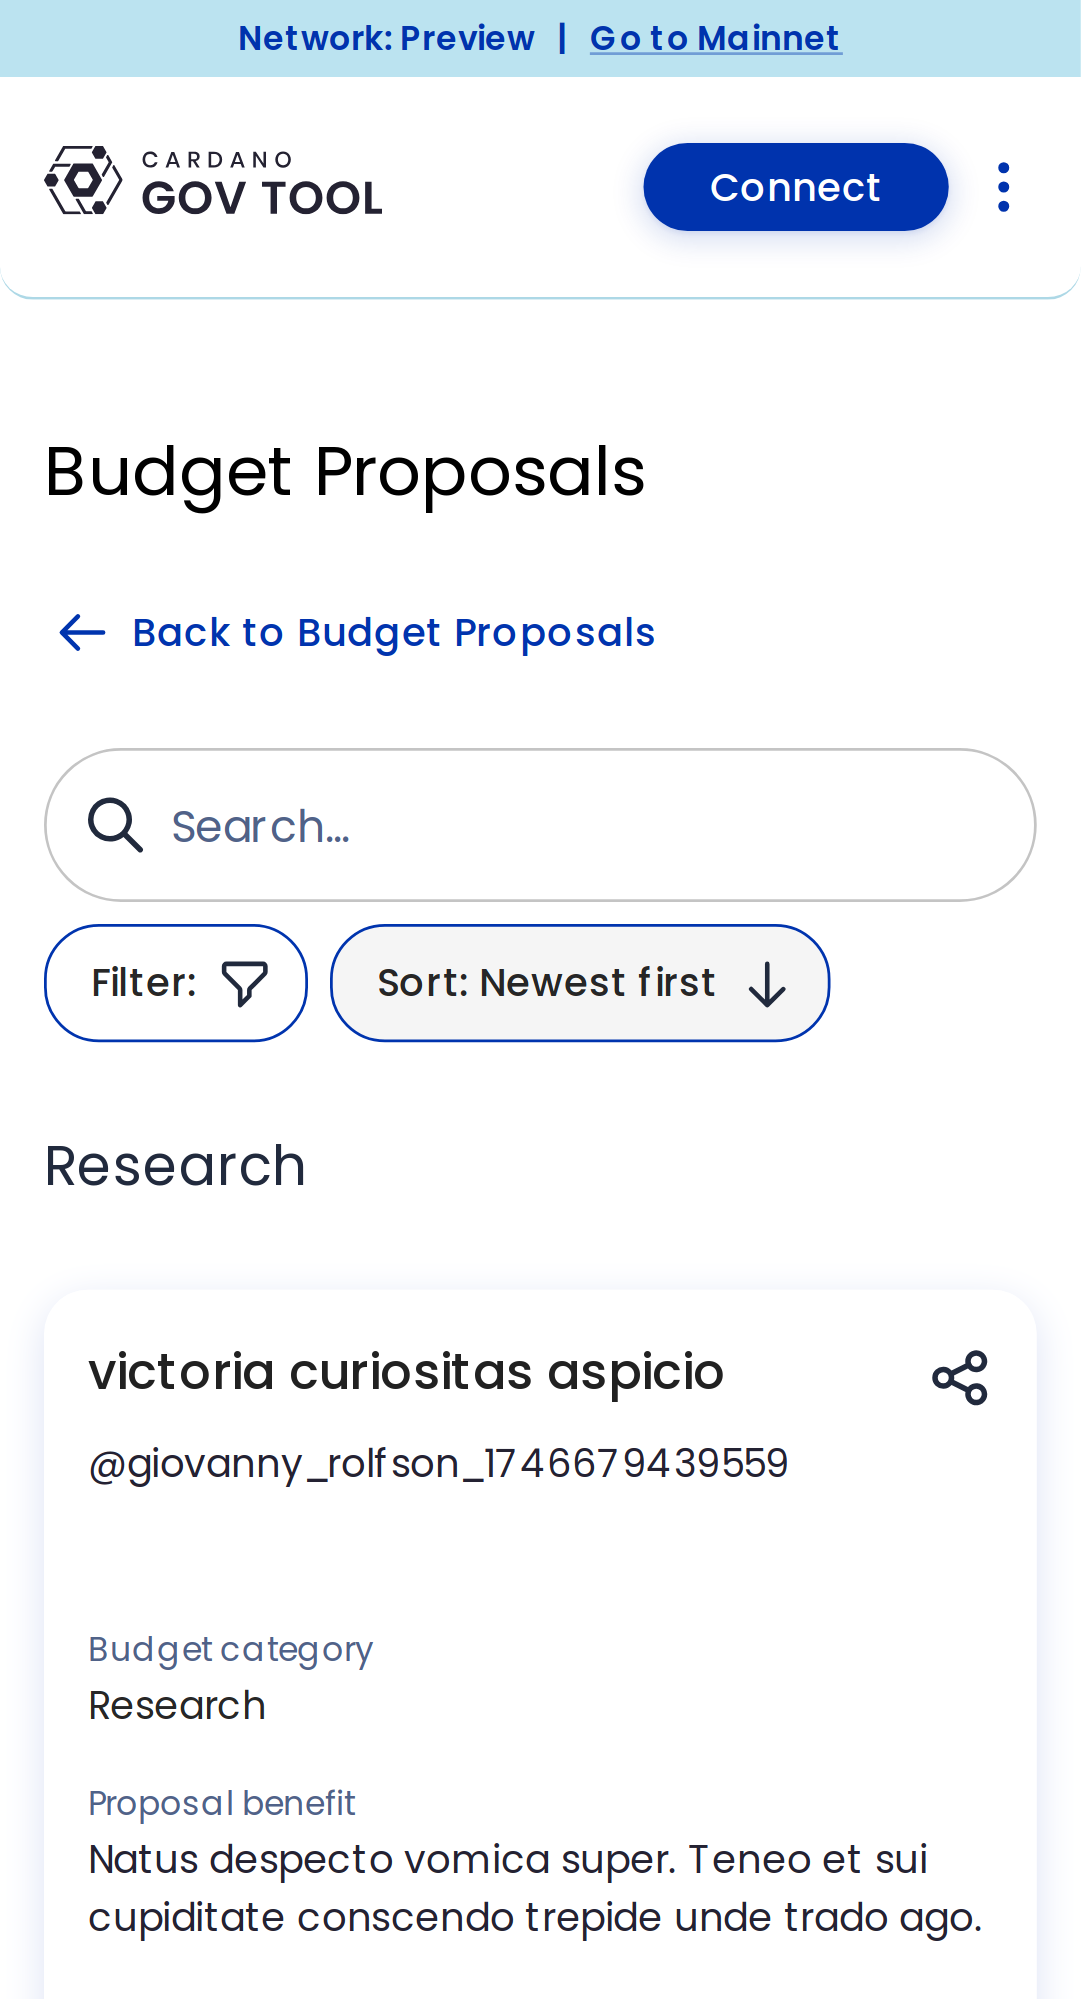 Network: Preview | Go to Mainnet
CARDANO
GOV TOOL
Connect
Budget Proposals
Back to Budget Proposals
Search...
Filter:
Sort: Newest first
Research
victoria curiositas aspicio
@giovanny_rolfson_1746679439559
Budget category
Research
Proposal benefit
Natus despecto vomica super. Teneo et sui
cupiditate conscendo trepide unde trado ago.